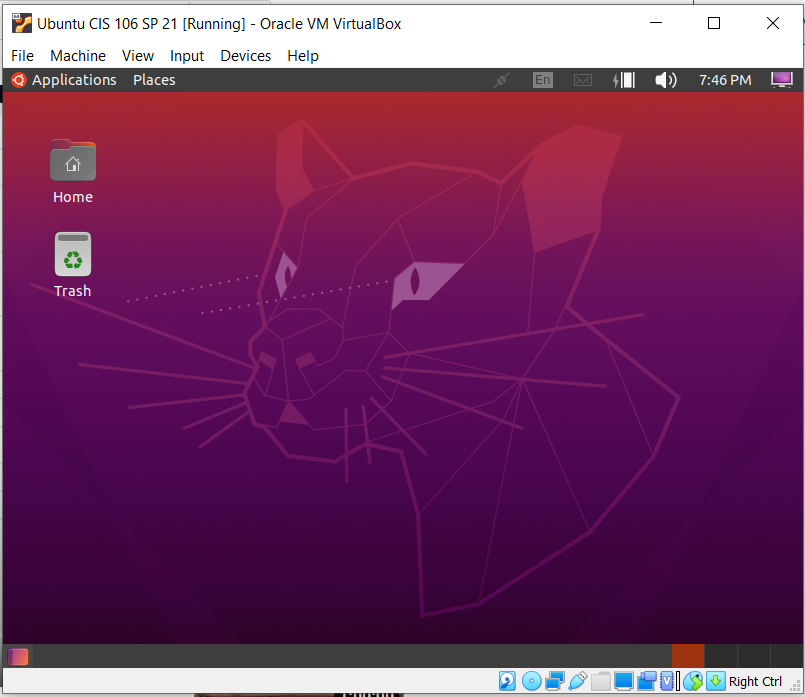 Ubuntu CIS 106 SP 21 [Running] - Oracle VM VirtualBox
File Machine View Input Devices Help
Applications Places En 7:46 PM
Home
Trash
Right Ctrl